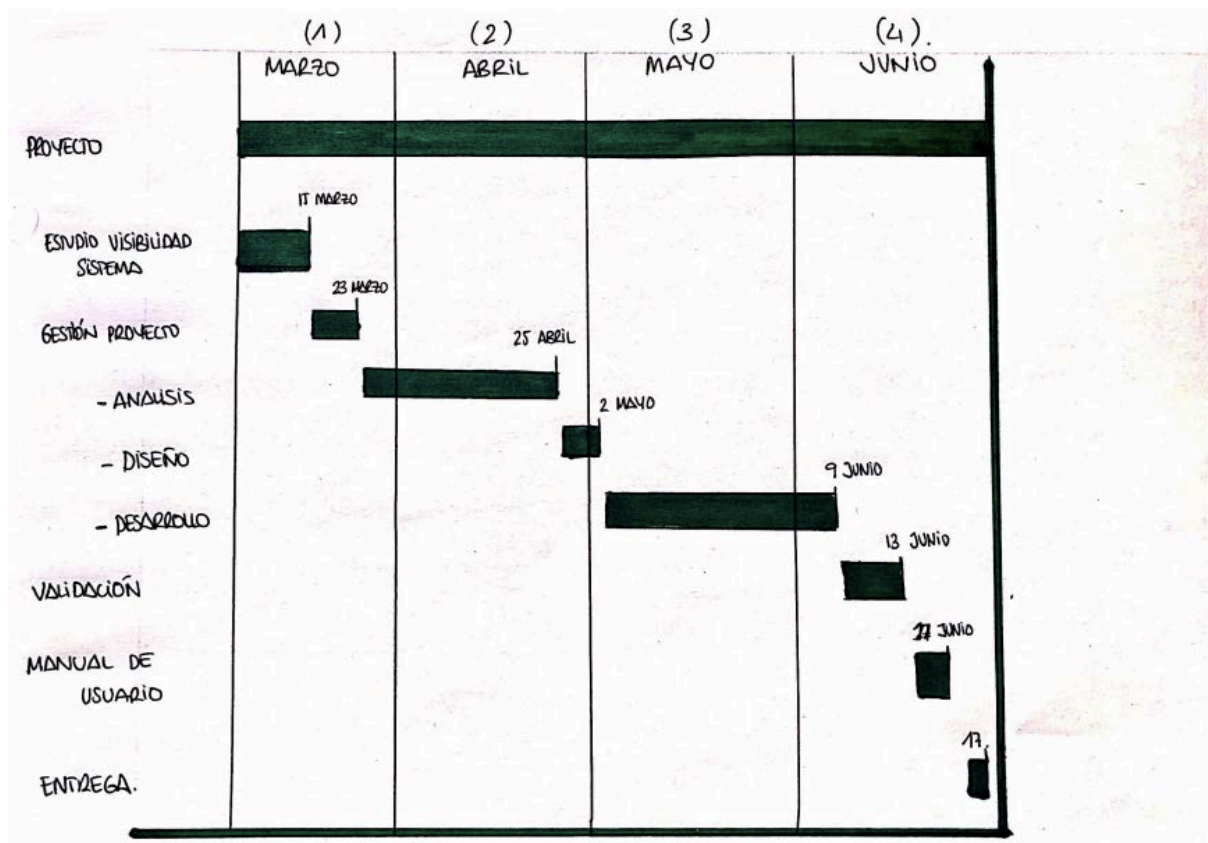 (1) (2) (3) (4).
MARZO ABRIL MAYO JUNIO
PROYECTO
15 MARZO
ESTUDIO VISIBILIDAD
SISTEMA
23 MARZO
GESTIÓN PROYECTO
25 ABRIL
- ANALISIS
2 MAYO
- DISEÑO
9 JUNIO
- DESARROLLO
13 JUNIO
VALIDACIÓN
JUNIO
MANUAL DE
USUARIO
17.
ENTREGA.